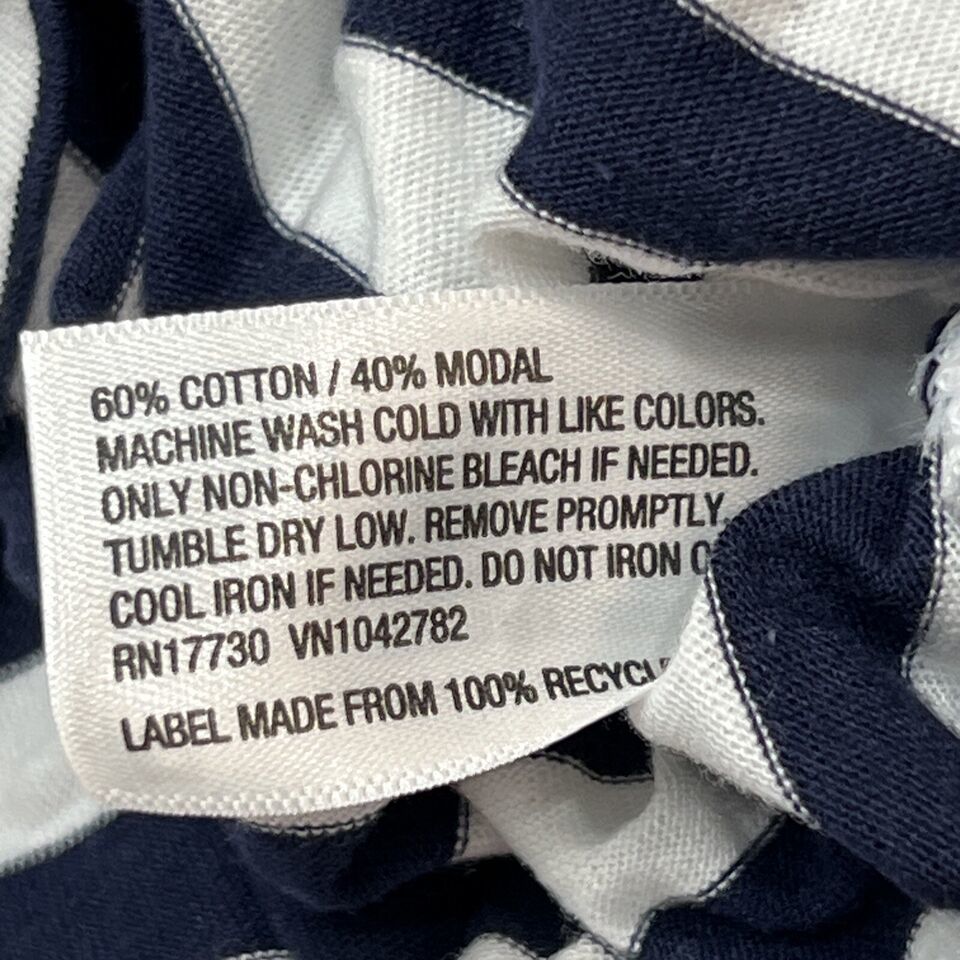 60% COTTON / 40% MODAL
MACHINE WASH COLD WITH LIKE COLORS.
ONLY NON-CHLORINE BLEACH IF NEEDED.
TUMBLE DRY LOW. REMOVE PROMPTLY.
COOL IRON IF NEEDED. DO NOT IRON
RN17730 VN1042782
LABEL MADE FROM 100%